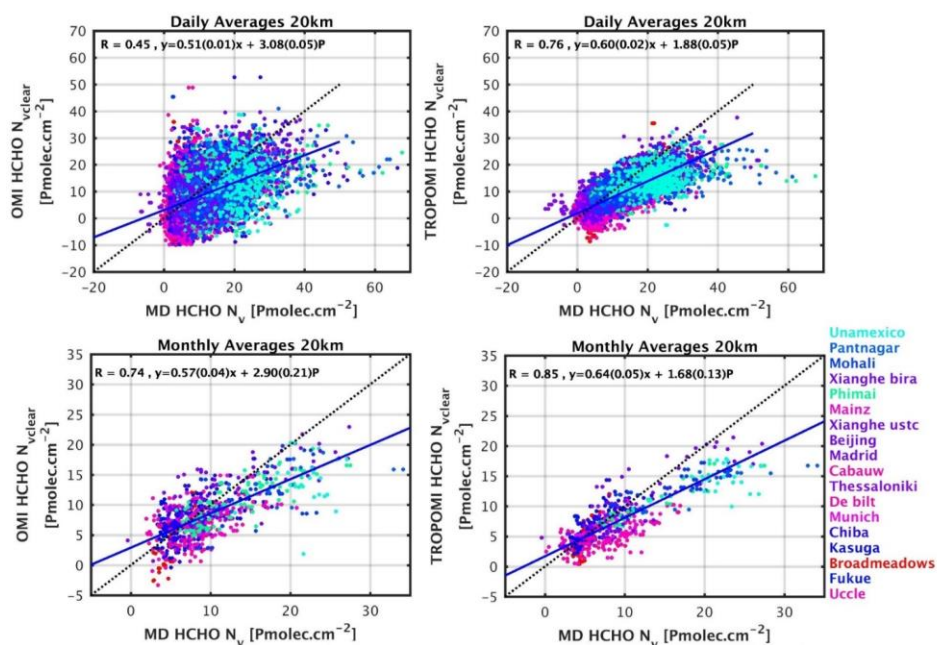 Daily Averages 20km
R = 0.45 , y=0.51(0.01)x + 3.08(0.05)P
70
60
50
40
30
20
10
0
-10
-20
OMI HCHO Nvclear
[Pmolec.cm−2]
-20
0
20
40
60
MD HCHO Nv [Pmolec.cm−2]
Daily Averages 20km
R = 0.76 , y=0.60(0.02)x + 1.88(0.05)P
70
60
50
40
30
20
10
0
-10
-20
TROPOMI HCHO Nvclear
[Pmolec.cm−2]
-20
0
20
40
60
MD HCHO Nv [Pmolec.cm−2]
Monthly Averages 20km
R = 0.74 , y=0.57(0.04)x + 2.90(0.21)P
35
30
25
20
15
10
5
0
-5
OMI HCHO Nvclear
[Pmolec.cm−2]
0
10
20
30
MD HCHO Nv [Pmolec.cm−2]
Monthly Averages 20km
R = 0.85 , y=0.64(0.05)x + 1.68(0.13)P
35
30
25
20
15
10
5
0
-5
TROPOMI HCHO Nvclear
[Pmolec.cm−2]
0
10
20
30
MD HCHO Nv [Pmolec.cm−2]
Unamexico
Pantnagar
Mohali
Xianghe bira
Phimai
Mainz
Xianghe ustc
Beijing
Madrid
Cabauw
Thessaloniki
De bilt
Munich
Chiba
Kasuga
Broadmeadows
Fukue
Uccle